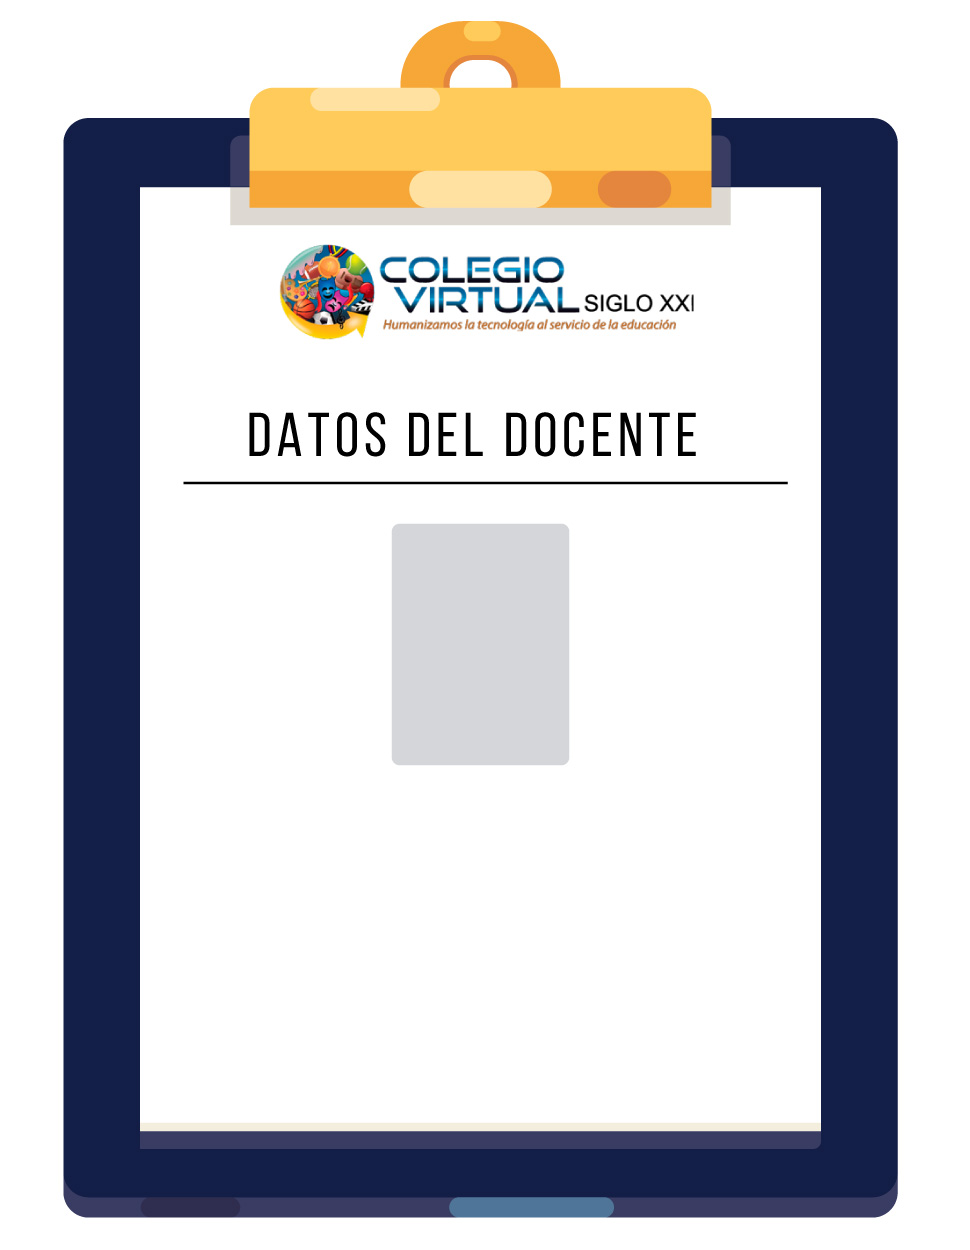 COLEGIO
VIRTUAL SIGLO XXI
Humanizamos la tecnología al servicio de la educación
DATOS DEL DOCENTE